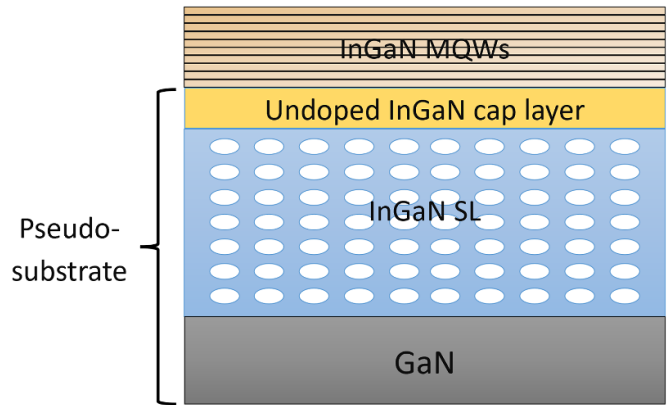 InGaN MQWs
Undoped InGaN cap layer
InGaN SL
Pseudo-
substrate
GaN